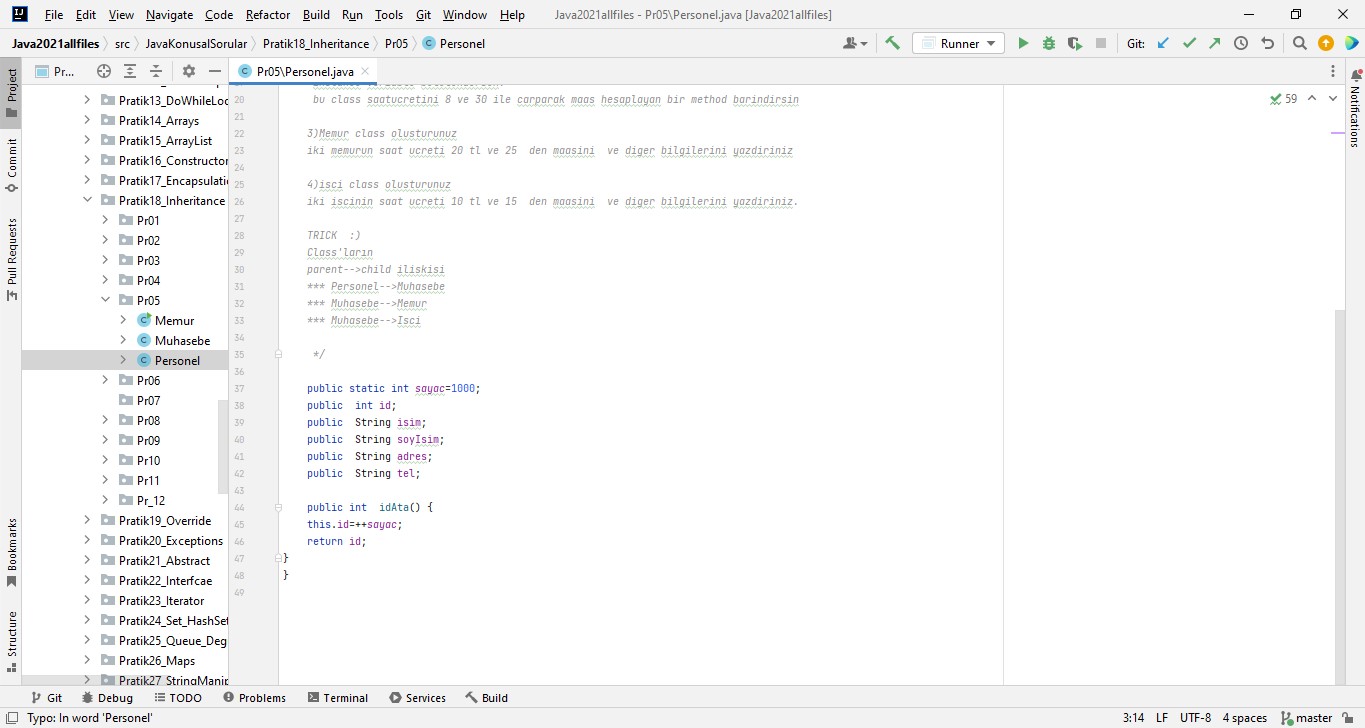 File Edit View Navigate Code Refactor Build Run Tools Git Window Help Java2021allfiles - Pr05\Personel.java [Java2021allfiles]
Java2021allfiles src JavaKonusalSorular Pratik18_Inheritance Pr05 Personel Runner Git:
Project
Commit
Pull Requests
Bookmarks
Structure
Pr...
Pratik13_DoWhileLoo
Pratik14_Arrays
Pratik15_ArrayList
Pratik16_Constructor
Pratik17_Encapsulatic
Pratik18_Inheritance
Pr01
Pr02
Pr03
Pr04
Pr05
Memur
Muhasebe
Personel
Pr06
Pr07
Pr08
Pr09
Pr10
Pr11
Pr_12
Pratik19_Override
Pratik20_Exceptions
Pratik21_Abstract
Pratik22_Interfcae
Pratik23_Iterator
Pratik24_Set_HashSet
Pratik25_Queue_Deq
Pratik26_Maps
Pratik27_StringManip
Pr05\Personel.java
59
20 bu class saatucretini 8 ve 30 ile carparak maas hesaplayan bir method barindirsin
21
22 3)Memur class olusturunuz
23 iki memurun saat ucreti 20 tl ve 25 den maasini ve diger bilgilerini yazdiriniz
24
25 4)isci class olusturunuz
26 iki iscinin saat ucreti 10 tl ve 15 den maasini ve diger bilgilerini yazdiriniz.
27
28 TRICK :)
29 Class'ların
30 parent-->child iliskisi
31 *** Personel-->Muhasebe
32 *** Muhasebe-->Memur
33 *** Muhasebe-->Isci
34
35 */
36
37 public static int sayac=1000;
38 public int id;
39 public String isim;
40 public String soyIsim;
41 public String adres;
42 public String tel;
43
44 public int idAta() {
45 this.id=++sayac;
46 return id;
47 }
48 }
49
Notifications
Git Debug TODO Problems Terminal Services Build
Typo: In word 'Personel' 3:14 LF UTF-8 4 spaces master